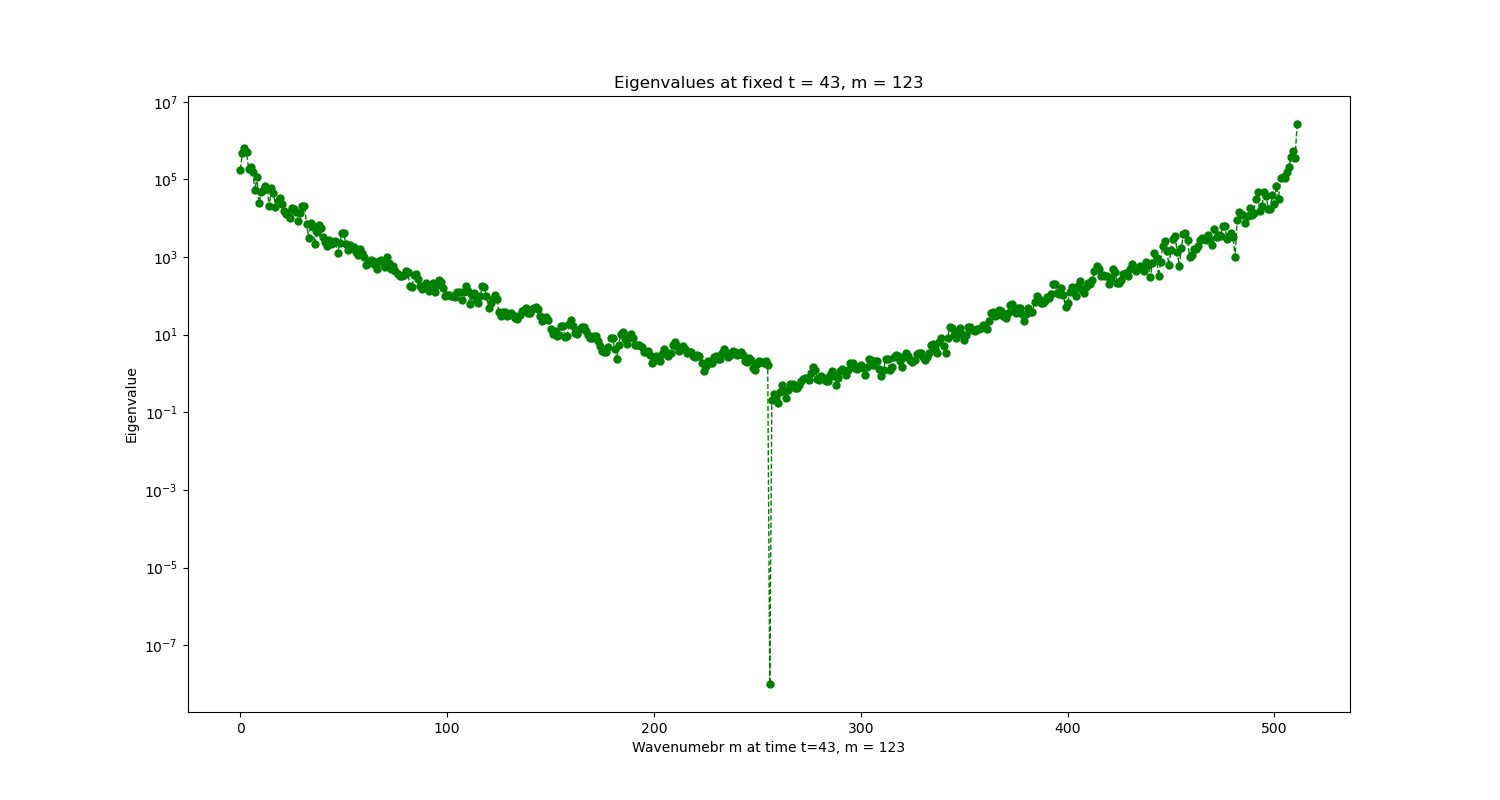 Eigenvalues at fixed t = 43, m = 123
Eigenvalue
10^7
10^5
10^3
10^1
10^-1
10^-3
10^-5
10^-7
0 100 200 300 400 500
Wavenumebr m at time t=43, m = 123